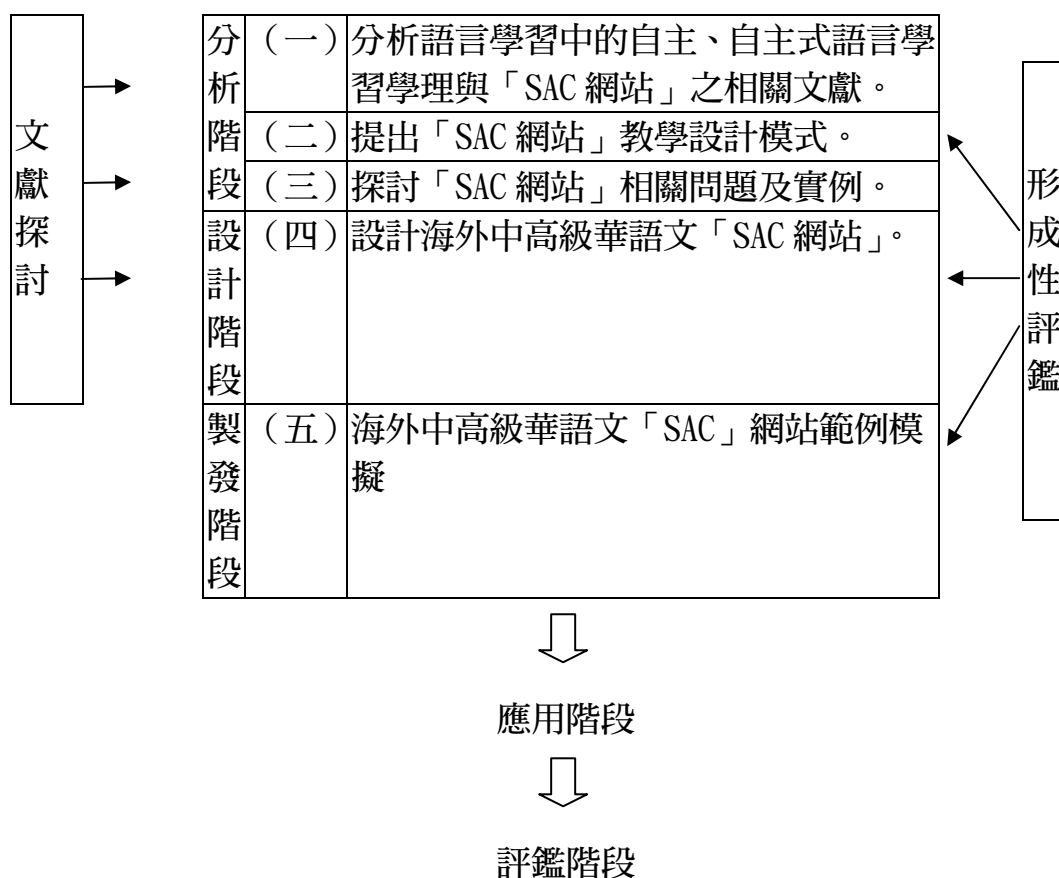 文獻探討
分析階段
（一）分析語言學習中的自主、自主式語言學
習學理與「SAC 網站」之相關文獻。
（二）提出「SAC 網站」教學設計模式。
（三）探討「SAC 網站」相關問題及實例。
設計階段
（四）設計海外中高級華語文「SAC 網站」。
製發階段
（五）海外中高級華語文「SAC」網站範例模
擬
形成性評鑑
應用階段
評鑑階段